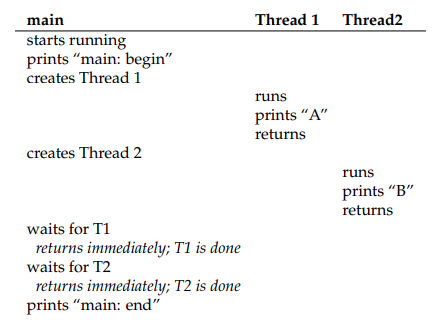 main Thread 1 Thread2
starts running
prints “main: begin”
creates Thread 1
runs
prints “A”
returns
creates Thread 2
runs
prints “B”
returns
waits for T1
returns immediately; T1 is done
waits for T2
returns immediately; T2 is done
prints “main: end”